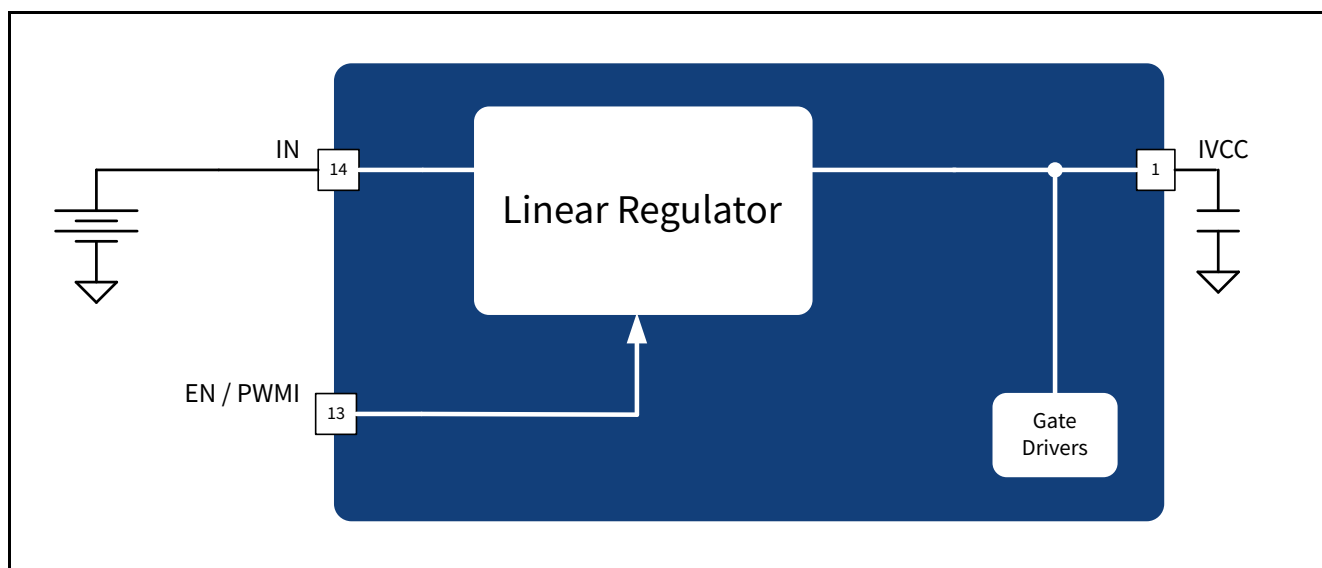 IN
14
Linear Regulator
1
IVCC
EN / PWMI
13
Gate
Drivers